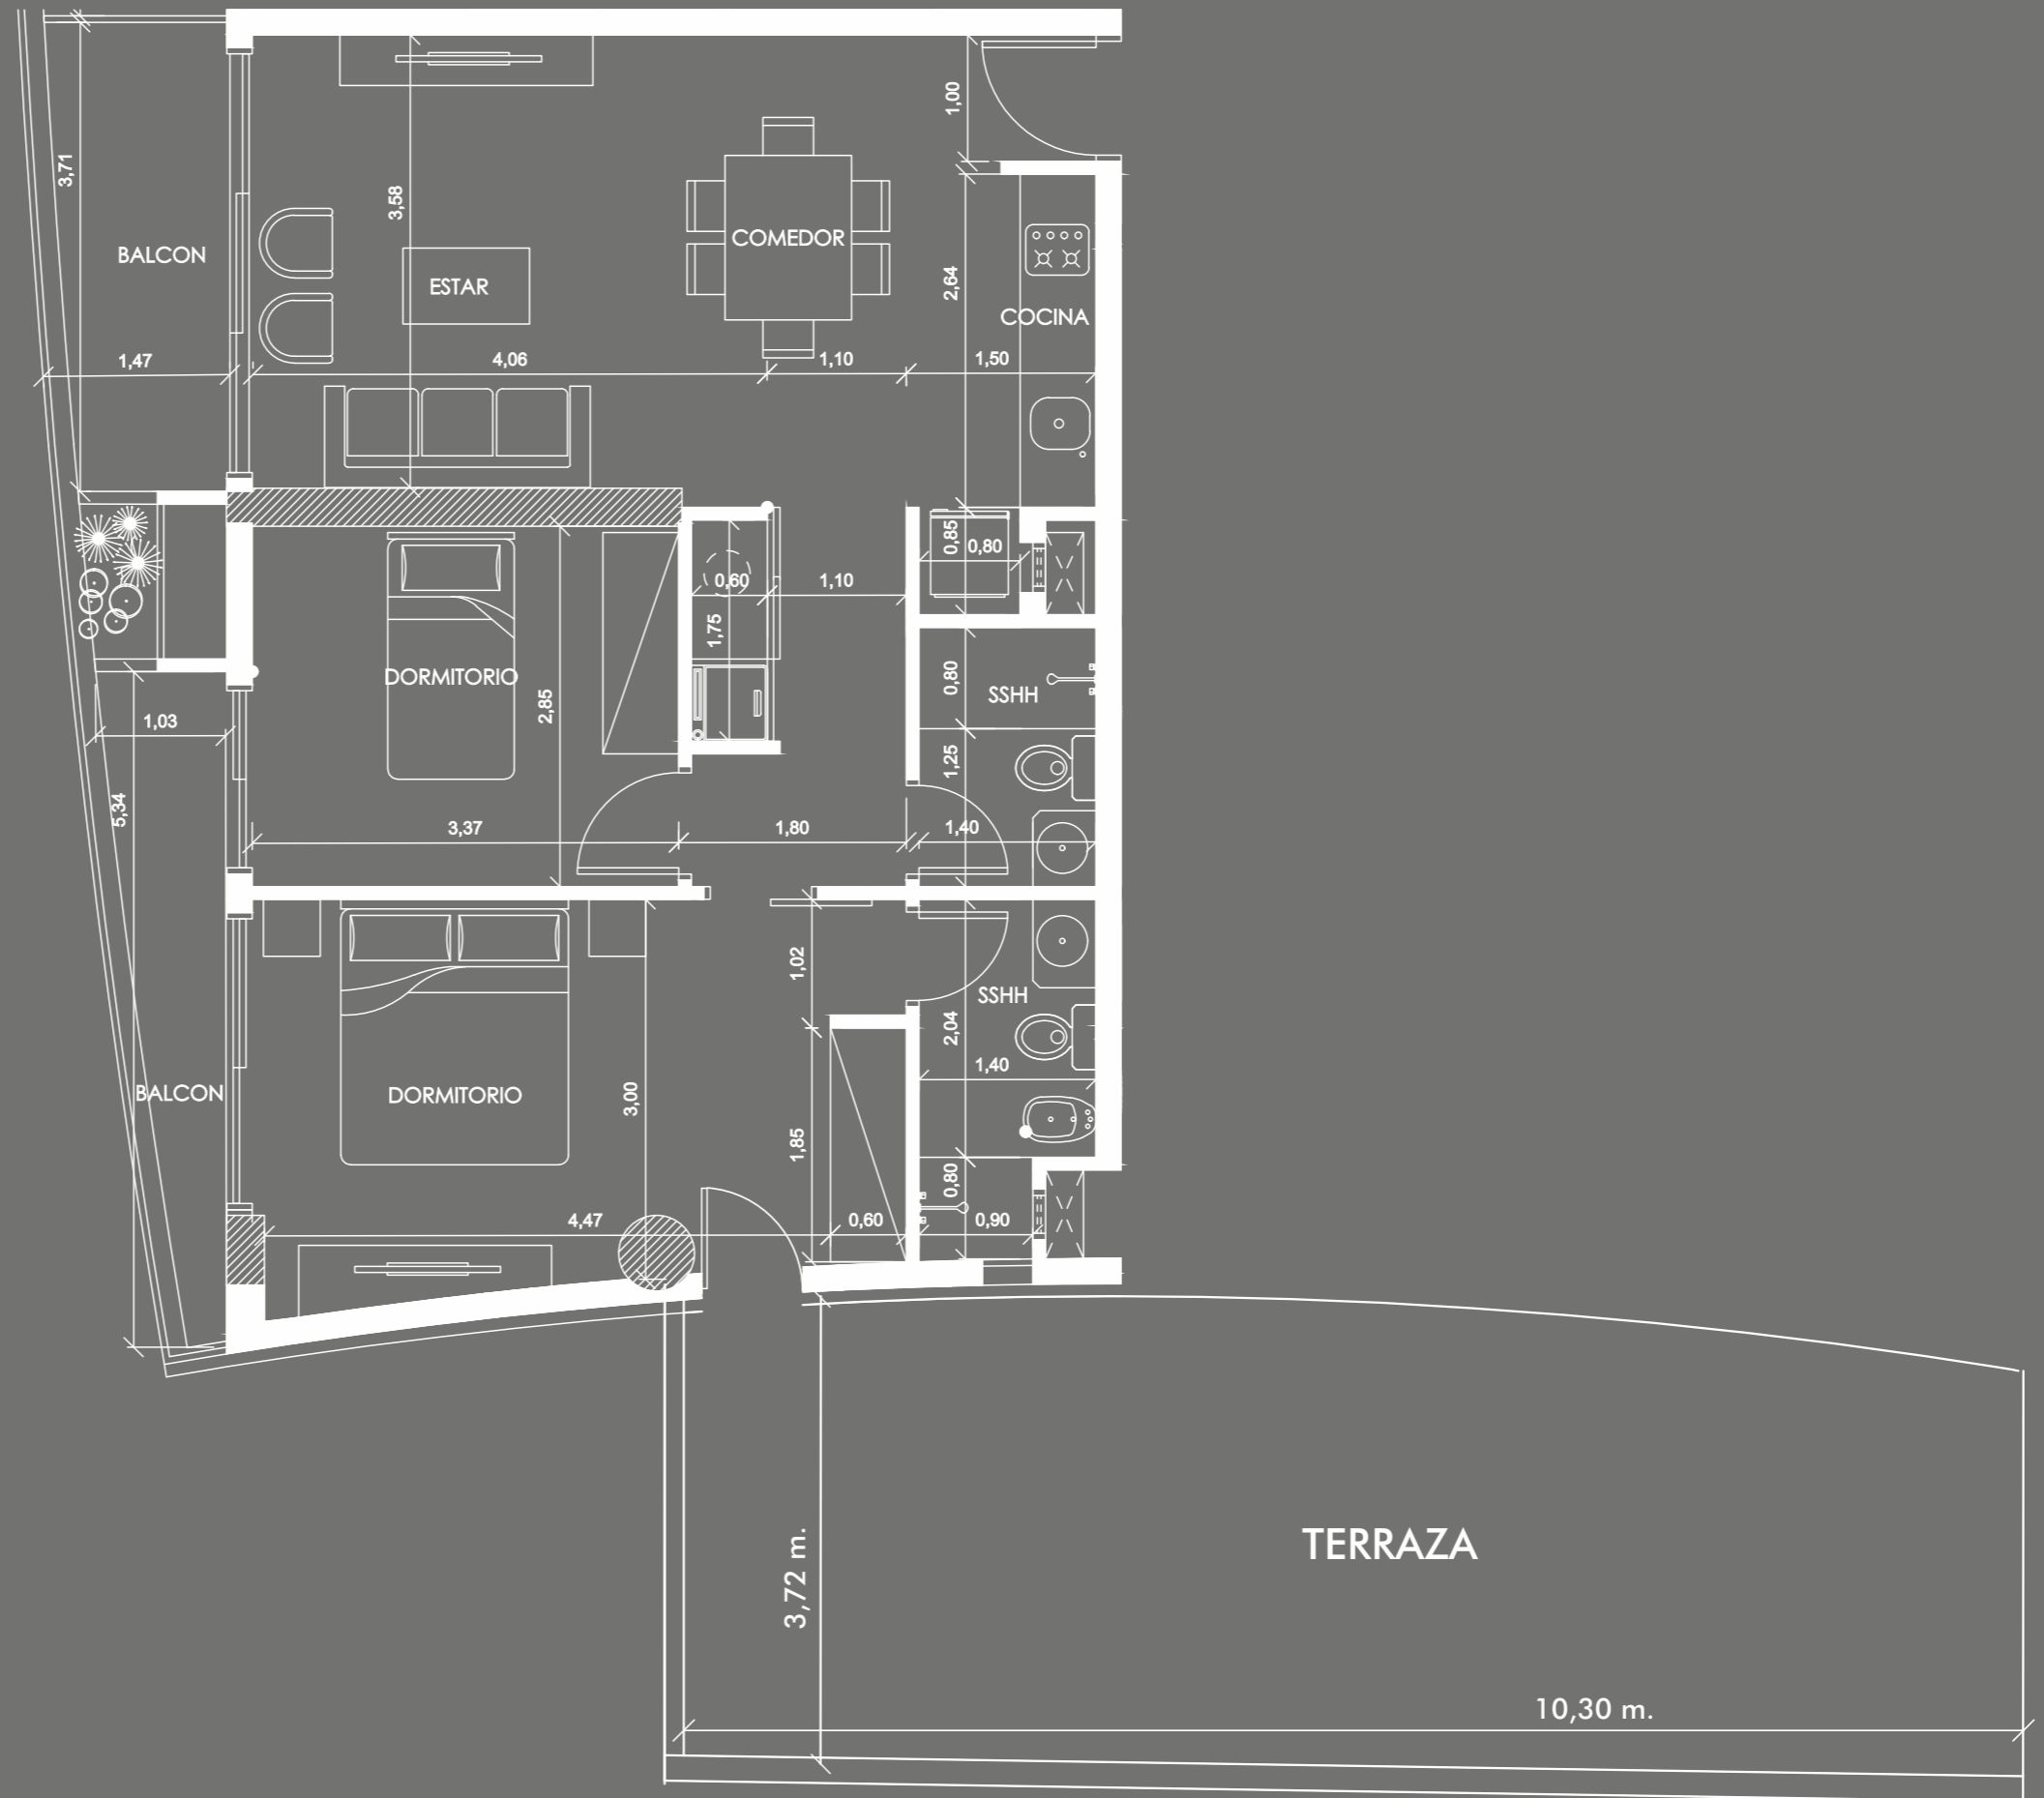 1,00
3,71
3,58
COMEDOR
BALCON
ESTAR
2,64
COCINA
1,47
4,06
1,10
1,50
0,85
0,80
0,60
1,10
1,75
DORMITORIO
2,85
0,80
SSHH
1,03
1,25
5,34
3,37
1,80
1,40
1,02
SSHH
2,04
1,40
BALCON
DORMITORIO
3,00
1,85
0,80
4,47
0,60
0,90
TERRAZA
3,72 m.
10,30 m.